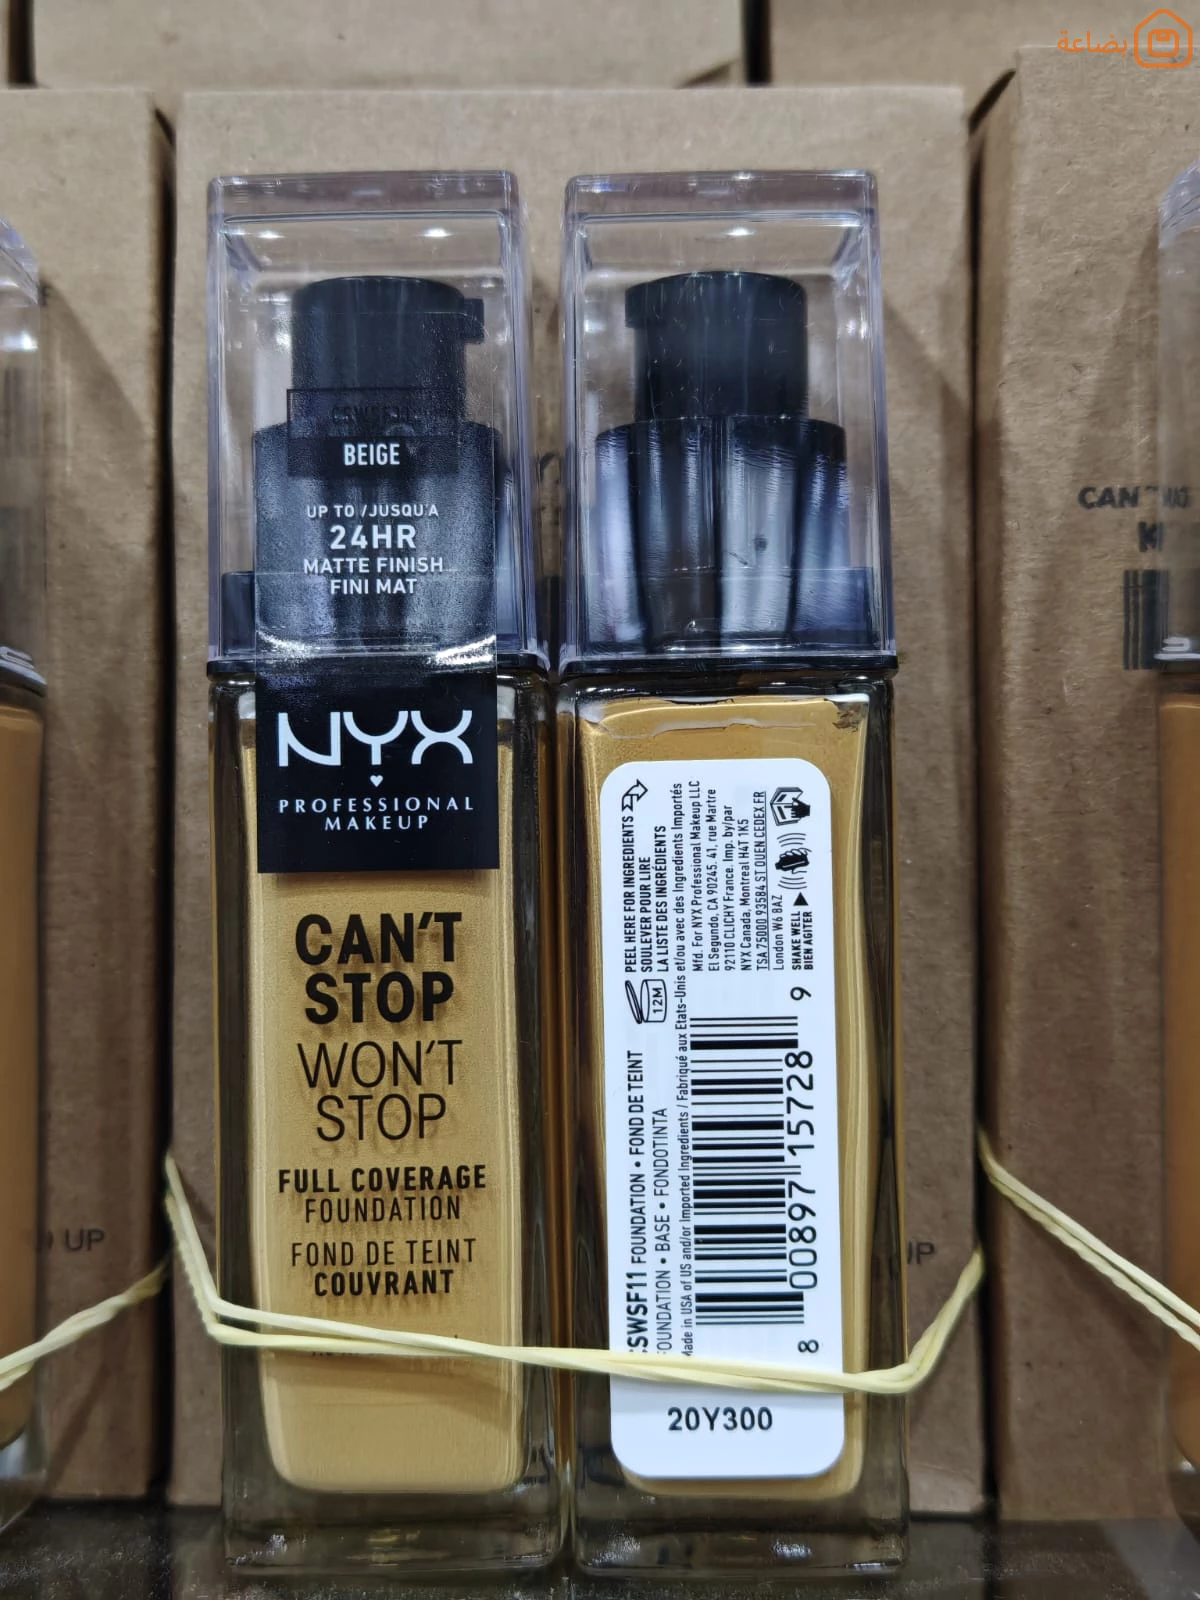 بضاعة
BEIGE
UP TO / JUSQU'A
24HR
MATTE FINISH
FINI MAT
NYX
PROFESSIONAL
MAKEUP
CAN'T
STOP
WON'T
STOP
FULL COVERAGE
FOUNDATION
FOND DE TEINT
COUVRANT
PEEL HERE FOR INGREDIENTS
SOULEVER POUR LIRE
LA LISTE DES INGRÉDIENTS
12M
SWSF11 FOUNDATION • FOND DE TEINT
FOUNDATION • BASE • FONDOTINTA
Made in USA of US and/or Imported Ingredients / Fabriqué aux Etats-Unis et/ou avec des Ingredients Importés
Mfd. For NYX Professional Makeup LLC
El Segundo, CA 90245. 41, rue Martre
92110 CLICHY France. Imp. by/par
NYX Canada, Montreal H4T 1K5
TSA 75000 93584 ST OUEN CEDEX FR
London W6 8AZ
SHAKE WELL
BIEN AGITER
8 00897 15728 9
20Y300
CAN'T
UP
UP